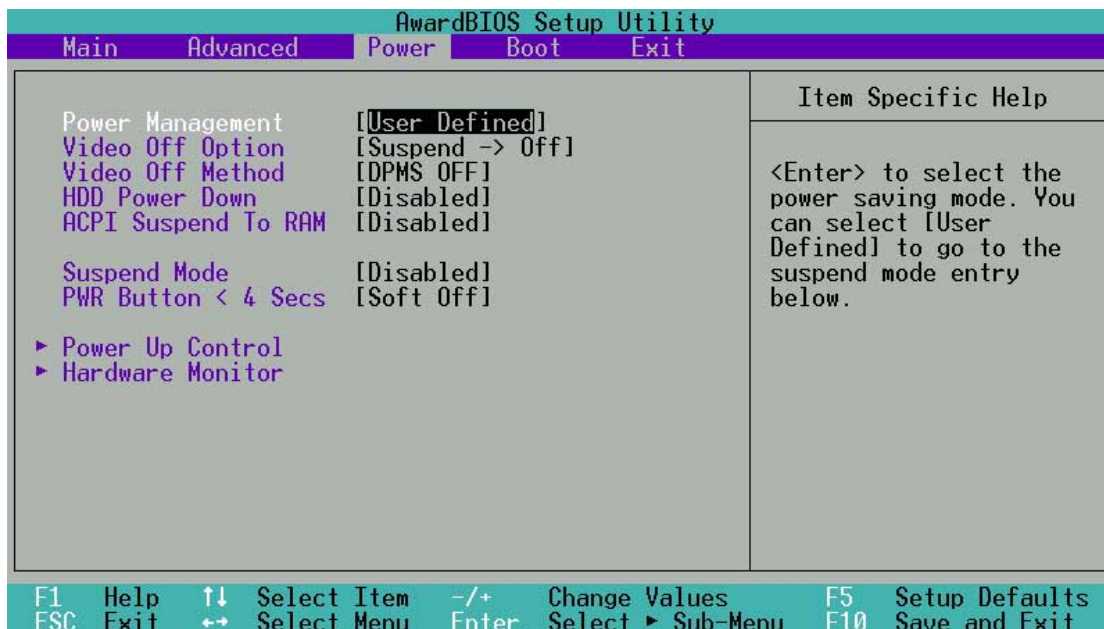 AwardBIOS Setup Utility
Main Advanced Power Boot Exit
Power Management [User Defined]
Video Off Option [Suspend -> Off]
Video Off Method [DPMS OFF]
HDD Power Down [Disabled]
ACPI Suspend To RAM [Disabled]
Suspend Mode [Disabled]
PWR Button < 4 Secs [Soft Off]
► Power Up Control
► Hardware Monitor
Item Specific Help
<Enter> to select the
power saving mode. You
can select [User
Defined] to go to the
suspend mode entry
below.
F1 Help ↑↓ Select Item -/+ Change Values F5 Setup Defaults
ESC Exit ←→ Select Menu Enter Select ► Sub-Menu F10 Save and Exit